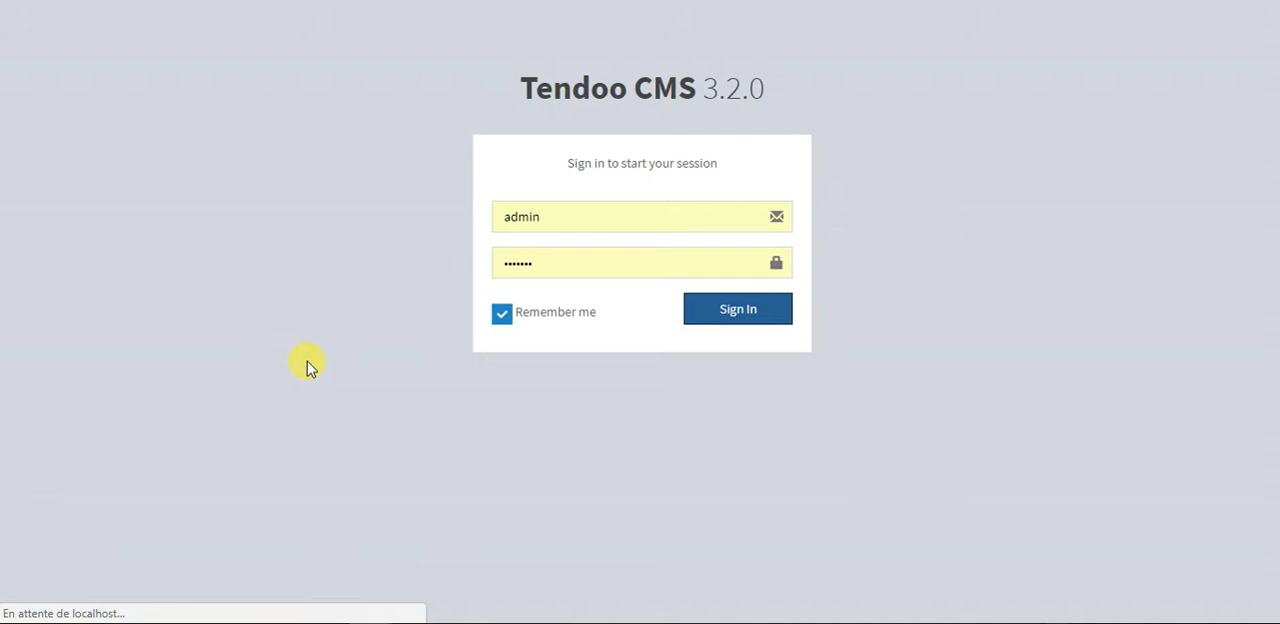 Tendoo CMS 3.2.0
Sign in to start your session
admin
•••••••
Remember me
Sign In
En attente de localhost...